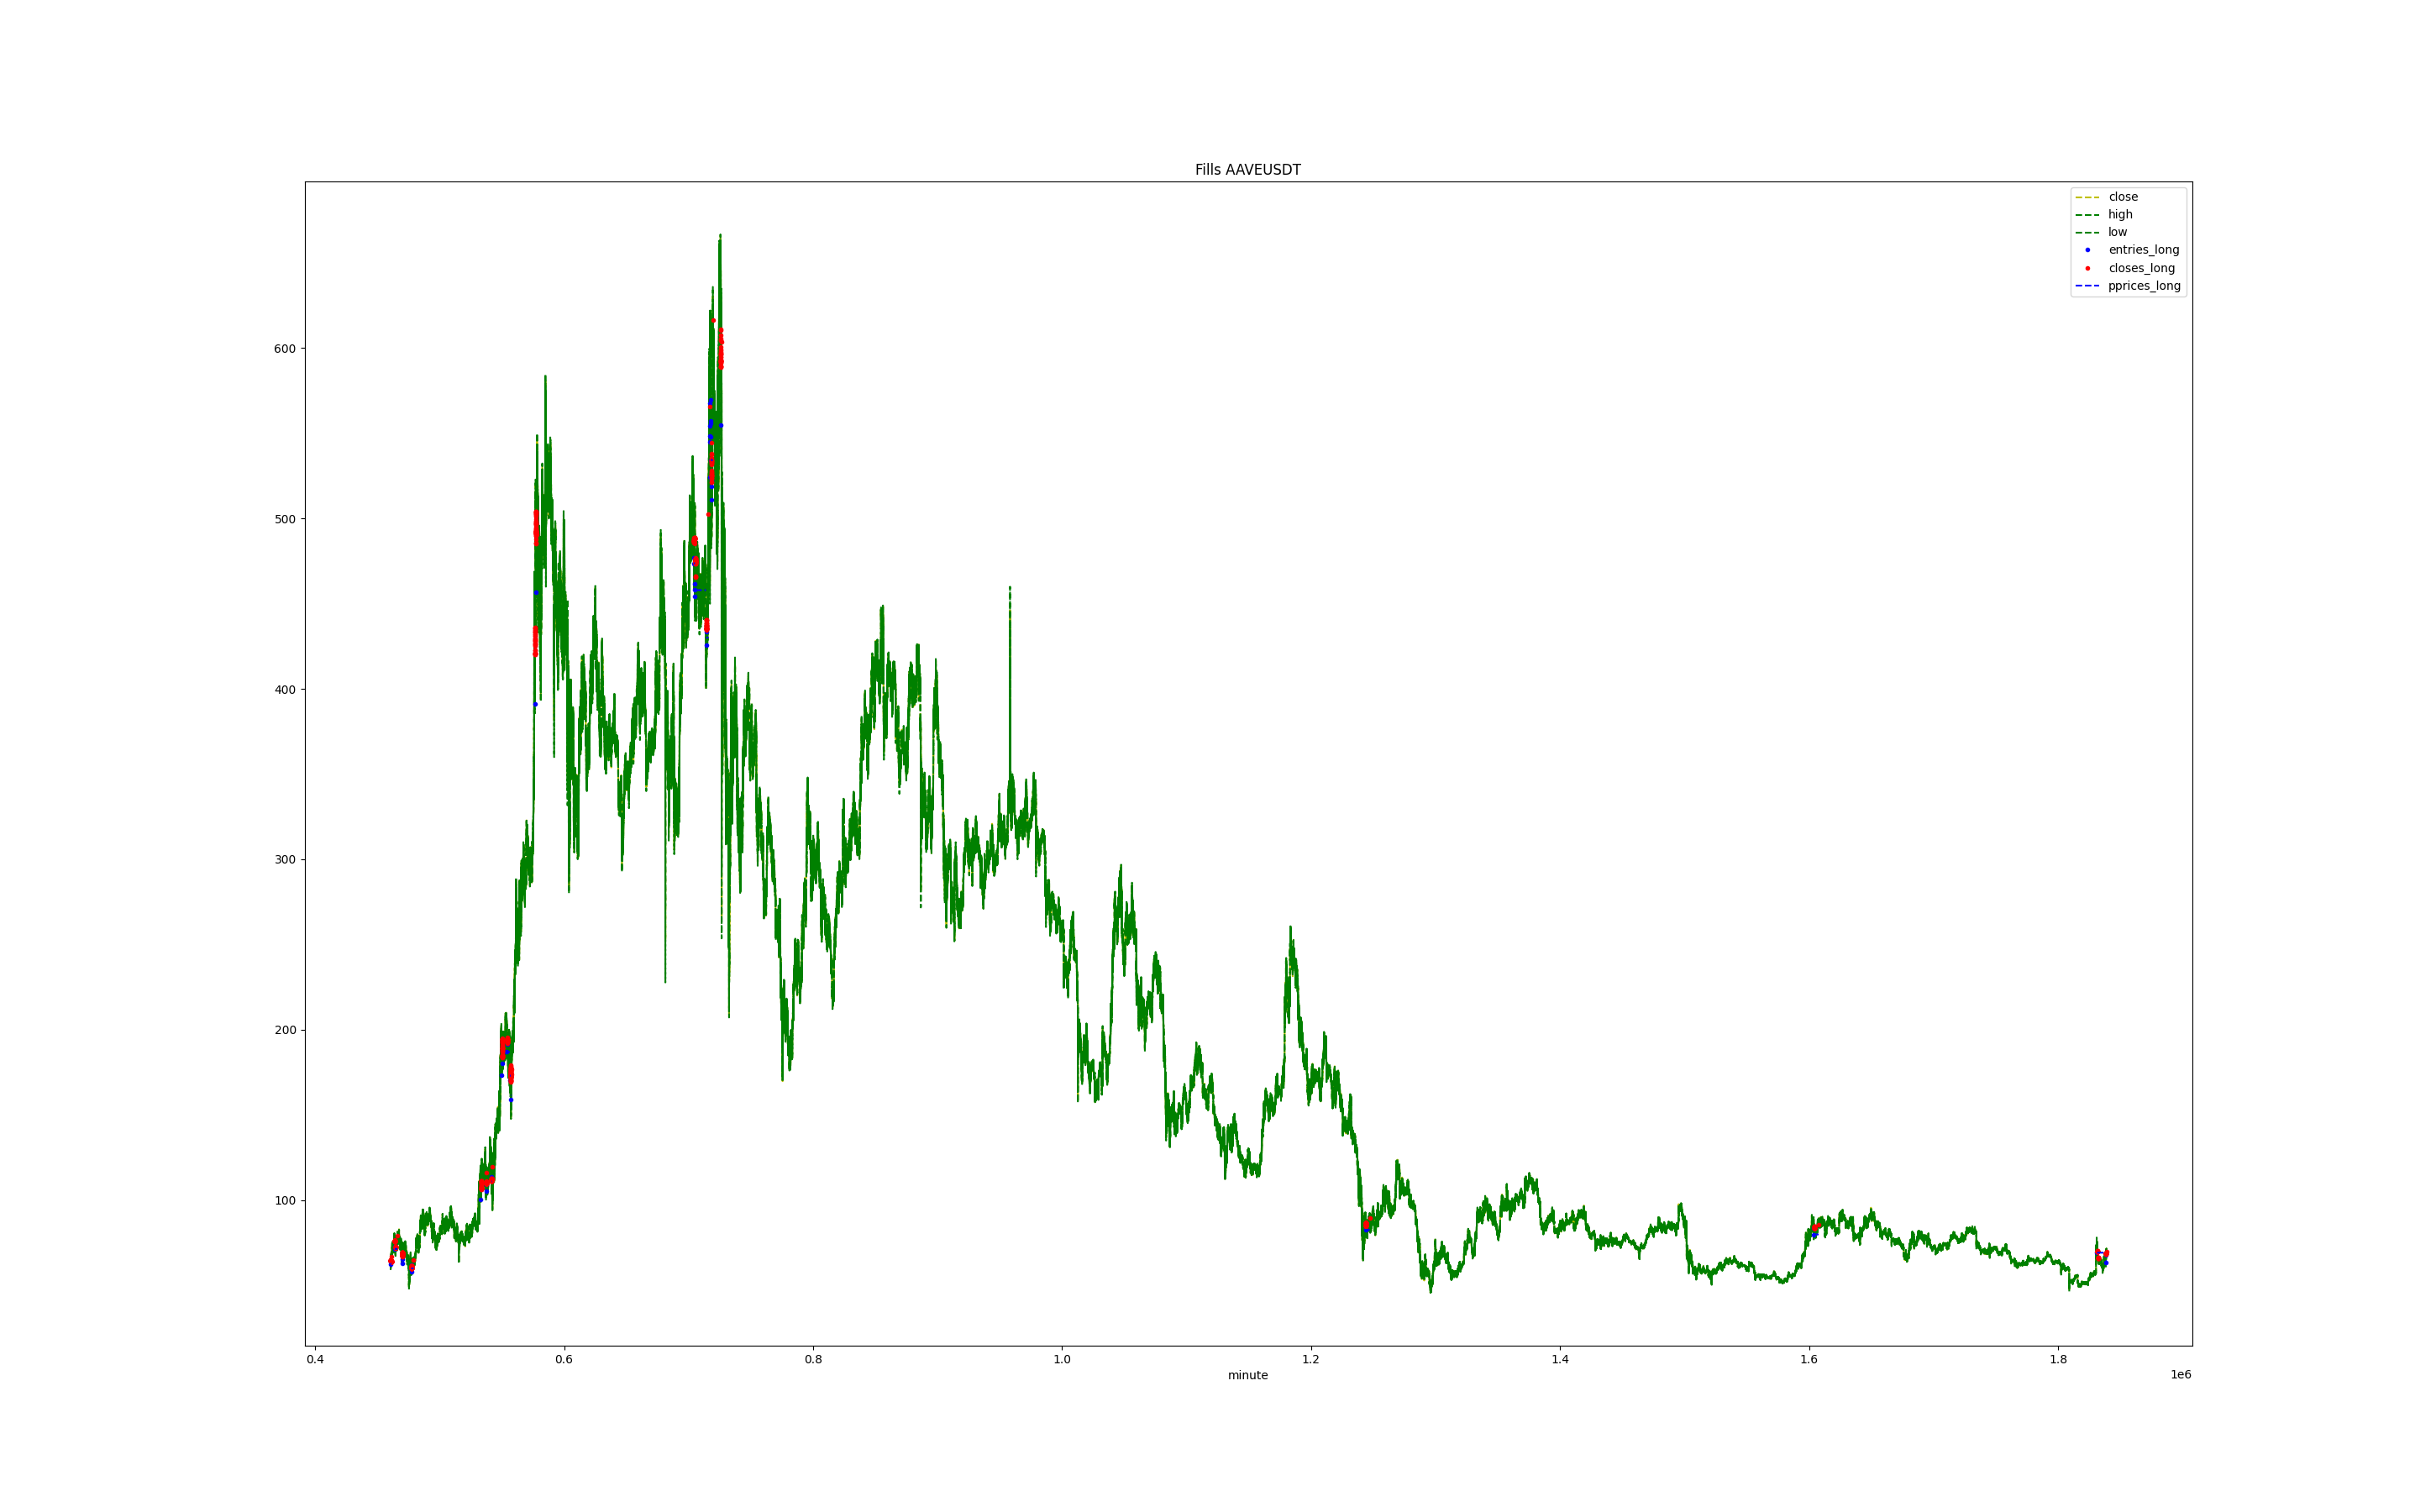 Fills AAVEUSDT
close
high
low
entries_long
closes_long
pprices_long
600
500
400
300
200
100
0.4 0.6 0.8 1.0 1.2 1.4 1.6 1.8
minute
1e6